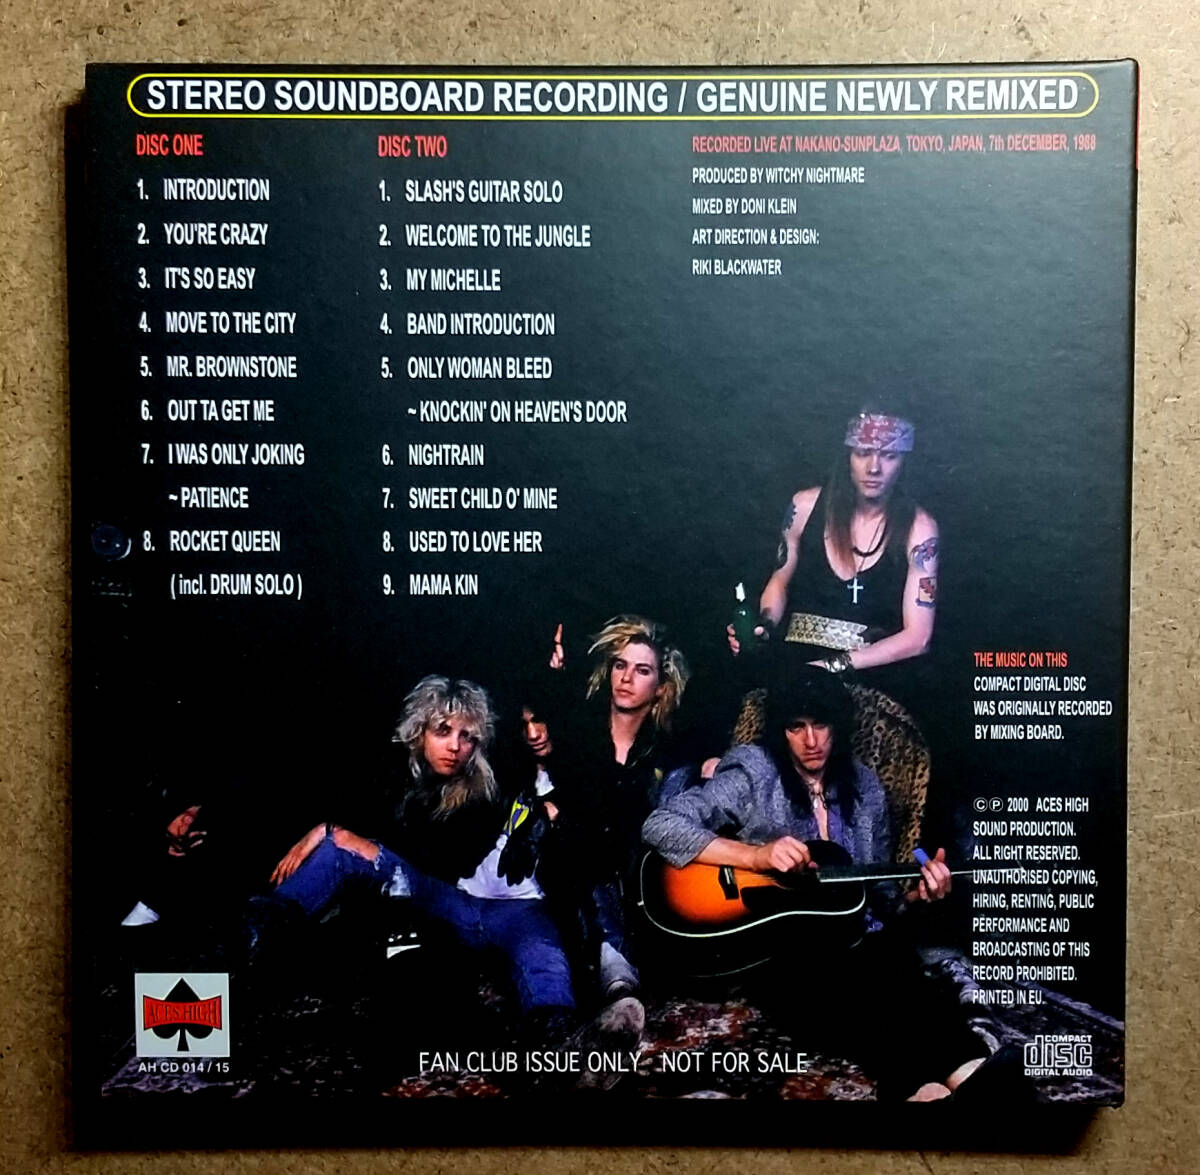 STEREO SOUNDBOARD RECORDING / GENUINE NEWLY REMIXED
DISC ONE
1. INTRODUCTION
2. YOU'RE CRAZY
3. IT'S SO EASY
4. MOVE TO THE CITY
5. MR. BROWNSTONE
6. OUT TA GET ME
7. I WAS ONLY JOKING
~ PATIENCE
8. ROCKET QUEEN
( incl. DRUM SOLO )
DISC TWO
1. SLASH'S GUITAR SOLO
2. WELCOME TO THE JUNGLE
3. MY MICHELLE
4. BAND INTRODUCTION
5. ONLY WOMAN BLEED
~ KNOCKIN' ON HEAVEN'S DOOR
6. NIGHTRAIN
7. SWEET CHILD O' MINE
8. USED TO LOVE HER
9. MAMA KIN
RECORDED LIVE AT NAKANO-SUNPLAZA, TOKYO, JAPAN, 7th DECEMBER, 1988
PRODUCED BY WITCHY NIGHTMARE
MIXED BY DONI KLEIN
ART DIRECTION & DESIGN:
RIKI BLACKWATER
THE MUSIC ON THIS
COMPACT DIGITAL DISC
WAS ORIGINALLY RECORDED
BY MIXING BOARD.
©℗ 2000 ACES HIGH
SOUND PRODUCTION.
ALL RIGHT RESERVED.
UNAUTHORISED COPYING,
HIRING, RENTING, PUBLIC
PERFORMANCE AND
BROADCASTING OF THIS
RECORD PROHIBITED.
PRINTED IN EU.
ACES HIGH
AH CD 014 / 15
FAN CLUB ISSUE ONLY NOT FOR SALE
COMPACT
disc
DIGITAL AUDIO